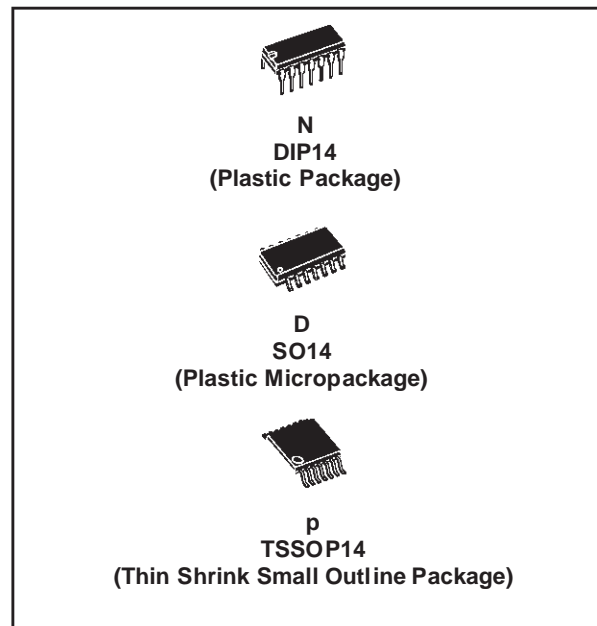 N
DIP14
(Plastic Package)
D
SO14
(Plastic Micropackage)
p
TSSOP14
(Thin Shrink Small Outline Package)